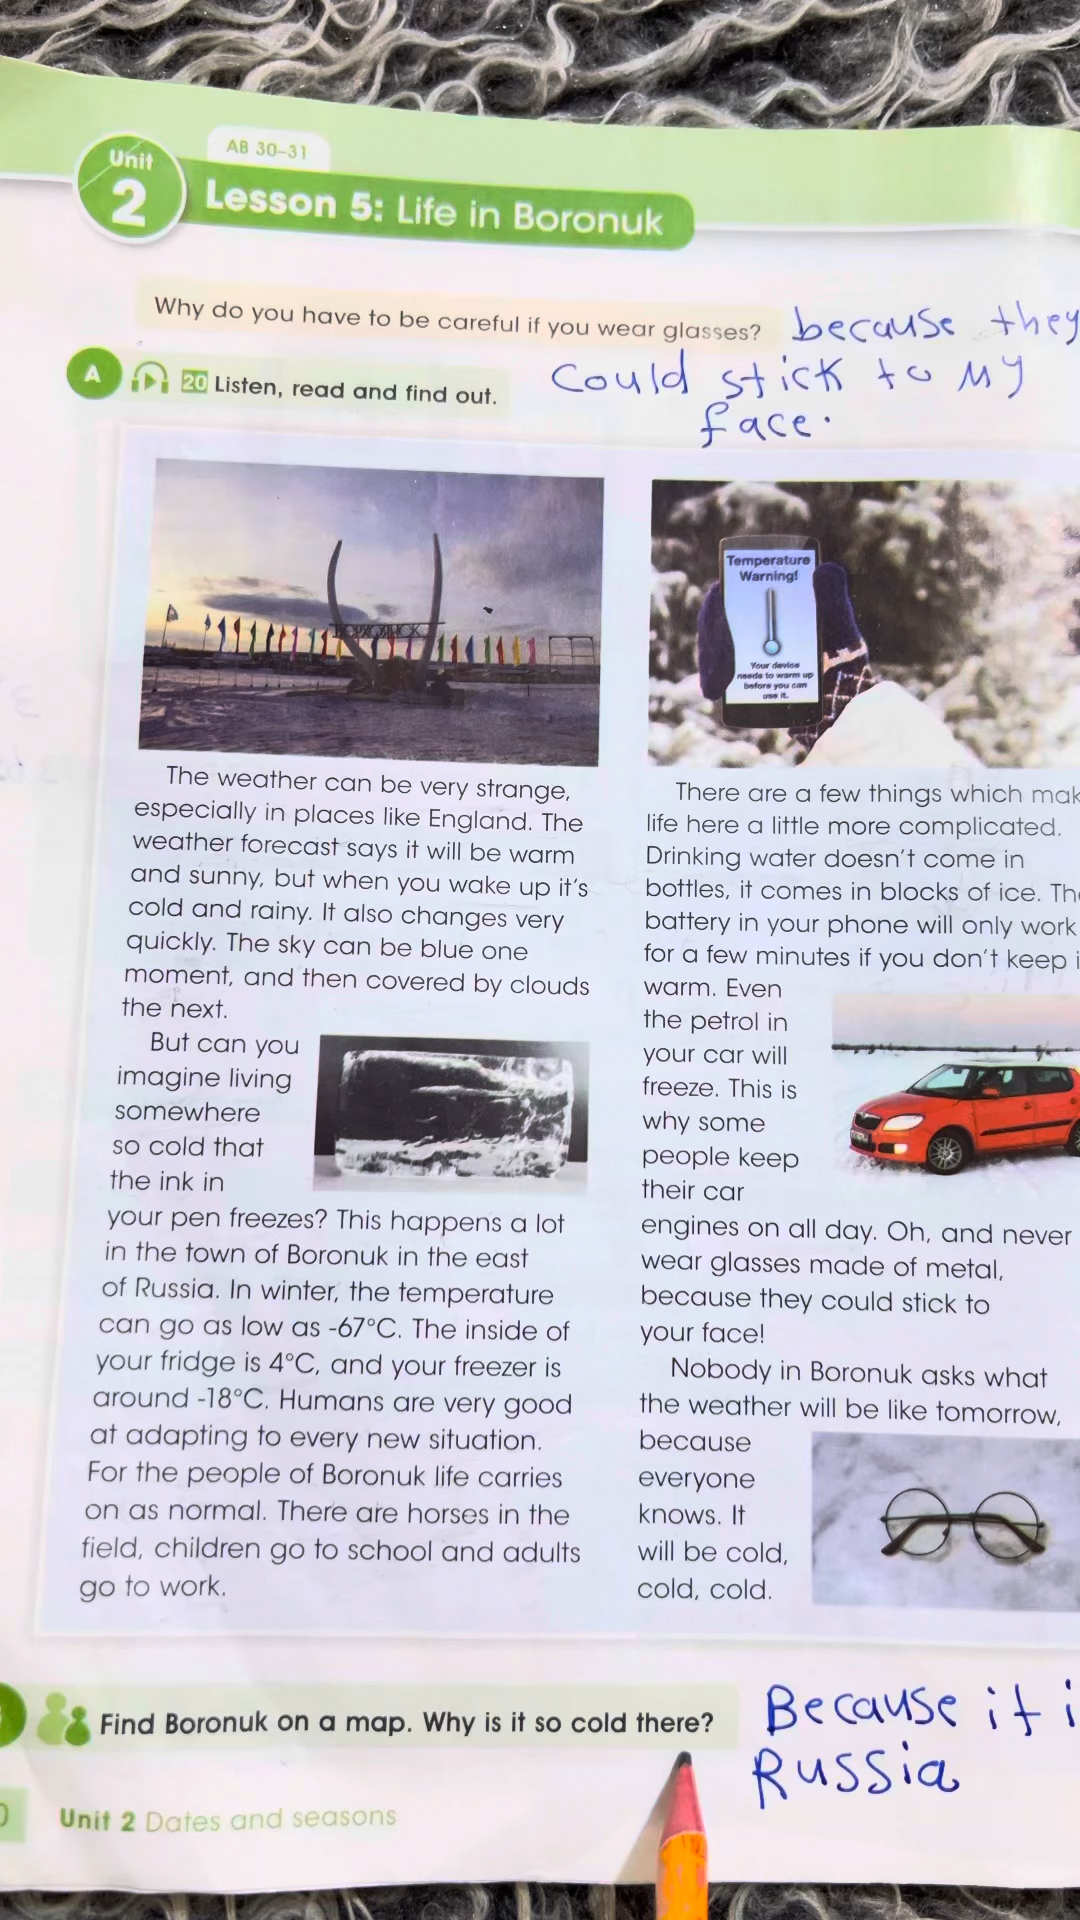 AB 30–31
Unit
2
Lesson 5: Life in Boronuk
Why do you have to be careful if you wear glasses?
because they
could stick to my
face.
A
20 Listen, read and find out.
Temperature
Warning!
Your device
needs to warm up
before you can
use it.
The weather can be very strange,
especially in places like England. The
weather forecast says it will be warm
and sunny, but when you wake up it's
cold and rainy. It also changes very
quickly. The sky can be blue one
moment, and then covered by clouds
the next.
But can you
imagine living
somewhere
so cold that
the ink in
your pen freezes? This happens a lot
in the town of Boronuk in the east
of Russia. In winter, the temperature
can go as low as -67°C. The inside of
your fridge is 4°C, and your freezer is
around -18°C. Humans are very good
at adapting to every new situation.
For the people of Boronuk life carries
on as normal. There are horses in the
field, children go to school and adults
go to work.
There are a few things which mak
life here a little more complicated.
Drinking water doesn't come in
bottles, it comes in blocks of ice. The
battery in your phone will only work
for a few minutes if you don't keep i
warm. Even
the petrol in
your car will
freeze. This is
why some
people keep
their car
engines on all day. Oh, and never
wear glasses made of metal,
because they could stick to
your face!
Nobody in Boronuk asks what
the weather will be like tomorrow,
because
everyone
knows. It
will be cold,
cold, cold.
Find Boronuk on a map. Why is it so cold there?
Because it i
Russia
0
Unit 2 Dates and seasons